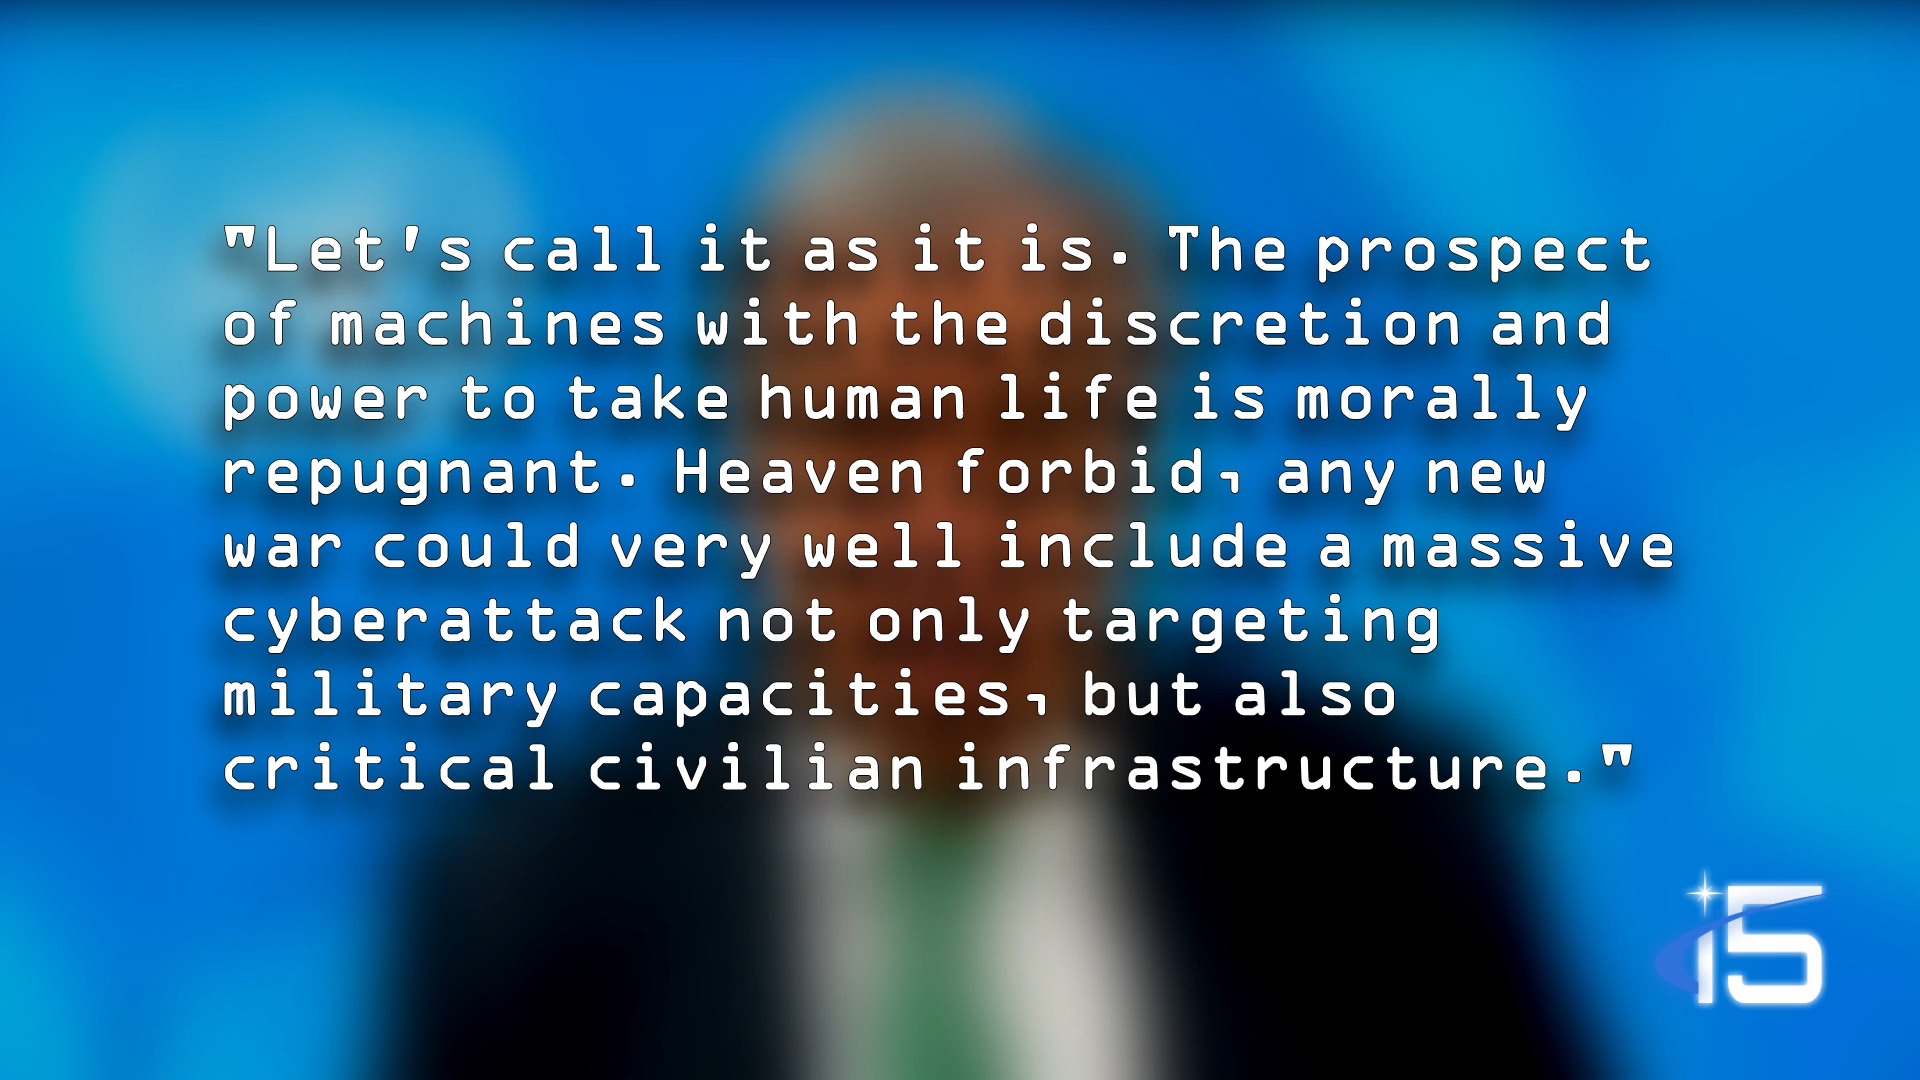 "Let's call it as it is. The prospect
of machines with the discretion and
power to take human life is morally
repugnant. Heaven forbid, any new
war could very well include a massive
cyberattack not only targeting
military capacities, but also
critical civilian infrastructure."
i5